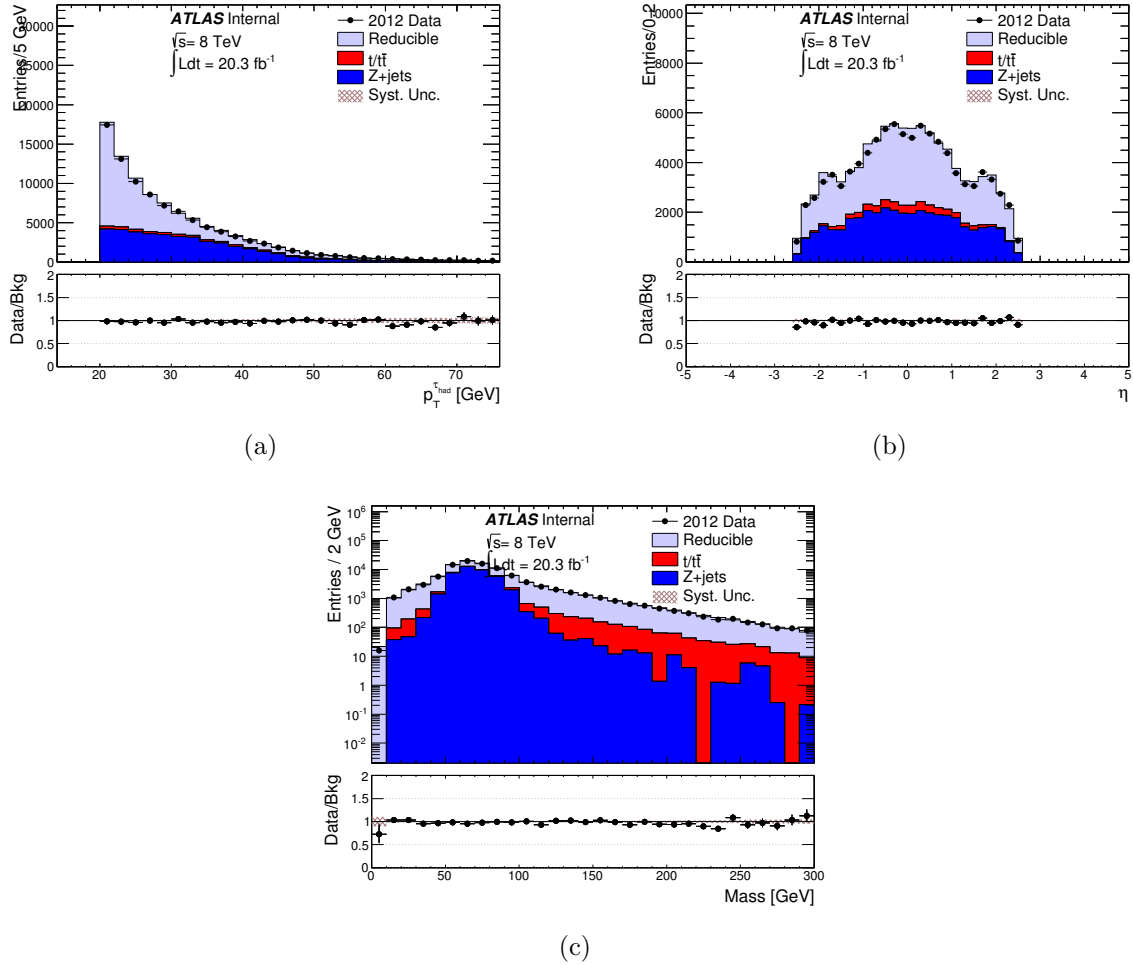 Entries/5 GeV
30000
25000
20000
15000
10000
5000
0
ATLAS Internal
√s= 8 TeV
∫Ldt = 20.3 fb⁻¹
2012 Data
Reducible
t/tt̄
Z+jets
Syst. Unc.
Data/Bkg
2
1.5
1
0.5
0
20 30 40 50 60 70
p_T^τ_had [GeV]
(a)
Entries/0.2
10000
8000
6000
4000
2000
0
ATLAS Internal
√s= 8 TeV
∫Ldt = 20.3 fb⁻¹
2012 Data
Reducible
t/tt̄
Z+jets
Syst. Unc.
Data/Bkg
2
1.5
1
0.5
0
-5 -4 -3 -2 -1 0 1 2 3 4 5
η
(b)
Entries / 2 GeV
10⁶
10⁵
10⁴
10³
10²
10
1
10⁻¹
10⁻²
ATLAS Internal
√s= 8 TeV
∫Ldt = 20.3 fb⁻¹
2012 Data
Reducible
t/tt̄
Z+jets
Syst. Unc.
Data/Bkg
2
1.5
1
0.5
0
0 50 100 150 200 250 300
Mass [GeV]
(c)